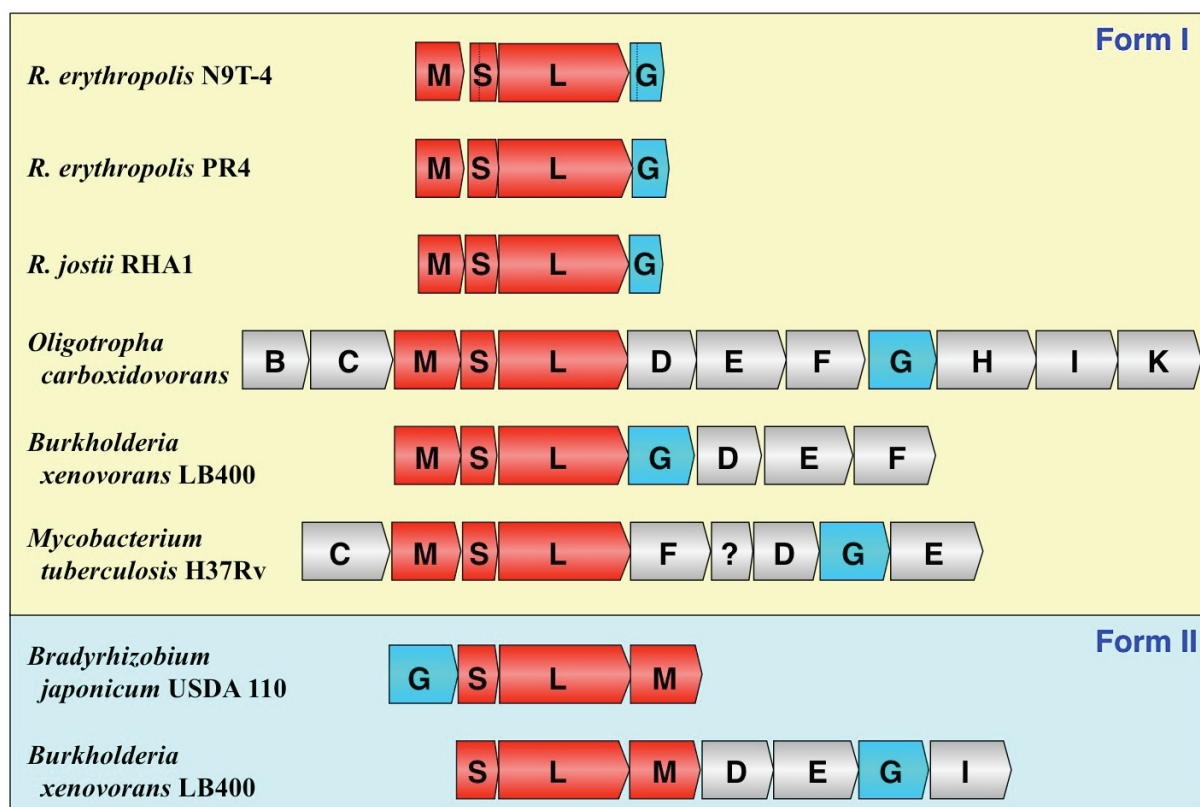 Form I
R. erythropolis N9T-4 M S L G
R. erythropolis PR4 M S L G
R. jostii RHA1 M S L G
Oligotropha
carboxidovorans B C M S L D E F G H I K
Burkholderia
xenovorans LB400 M S L G D E F
Mycobacterium
tuberculosis H37Rv C M S L F ? D G E
Form II
Bradyrhizobium
japonicum USDA 110 G S L M
Burkholderia
xenovorans LB400 S L M D E G I